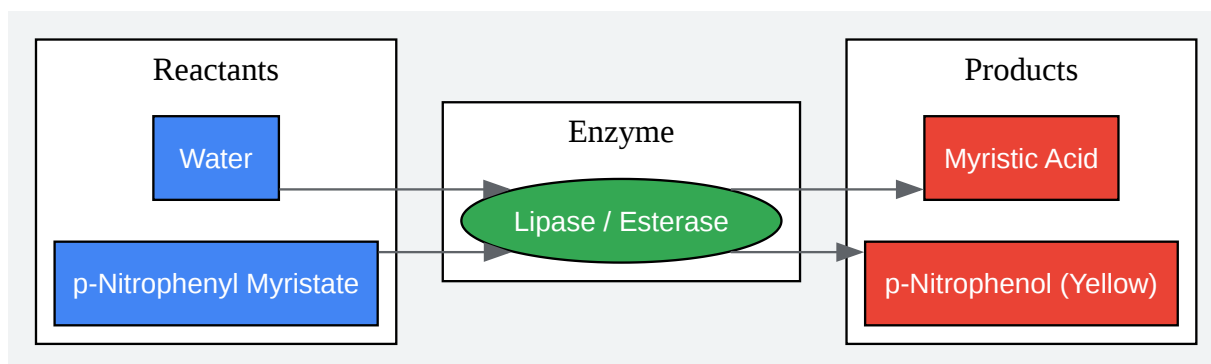 Reactants
Water
p-Nitrophenyl Myristate
Enzyme
Lipase / Esterase
Products
Myristic Acid
p-Nitrophenol (Yellow)